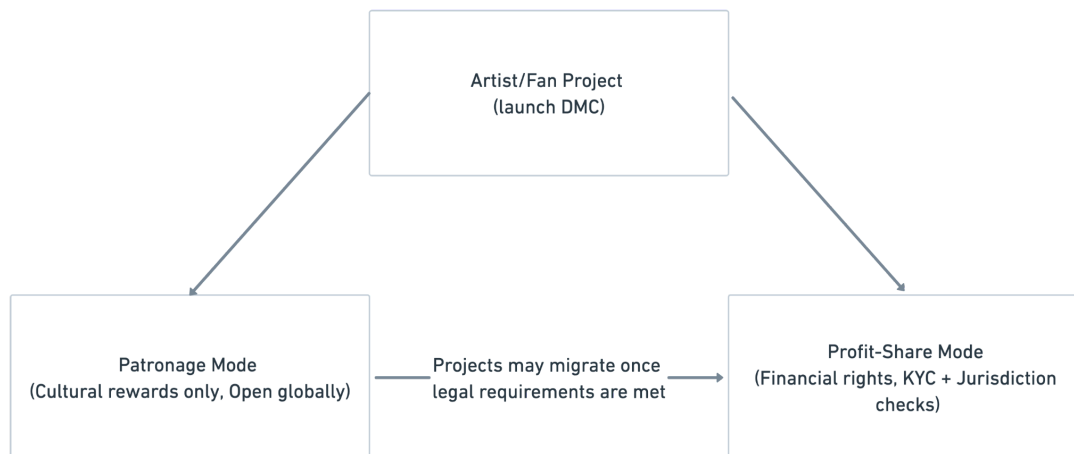 Artist/Fan Project
(launch DMC)
Patronage Mode
(Cultural rewards only, Open globally)
Projects may migrate once
legal requirements are met
Profit-Share Mode
(Financial rights, KYC + Jurisdiction
checks)